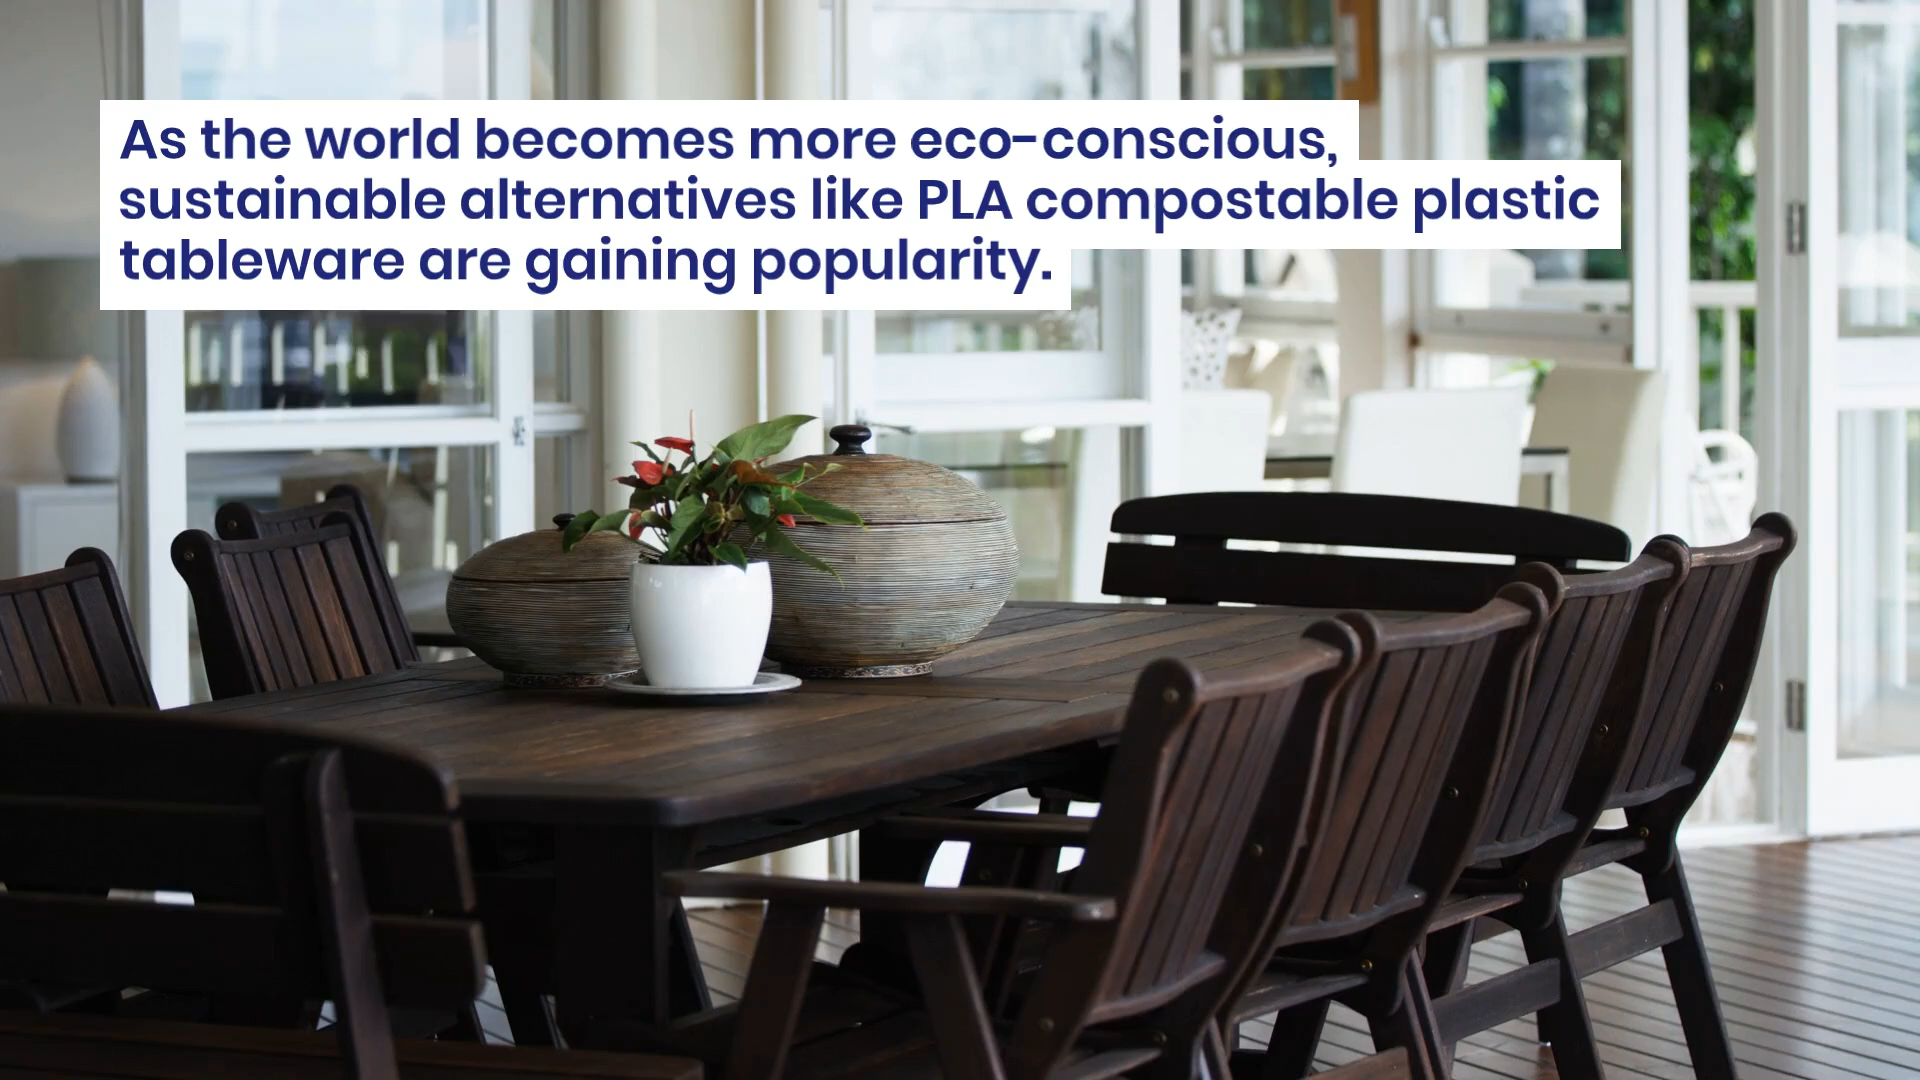 As the world becomes more eco-conscious,
sustainable alternatives like PLA compostable plastic
tableware are gaining popularity.